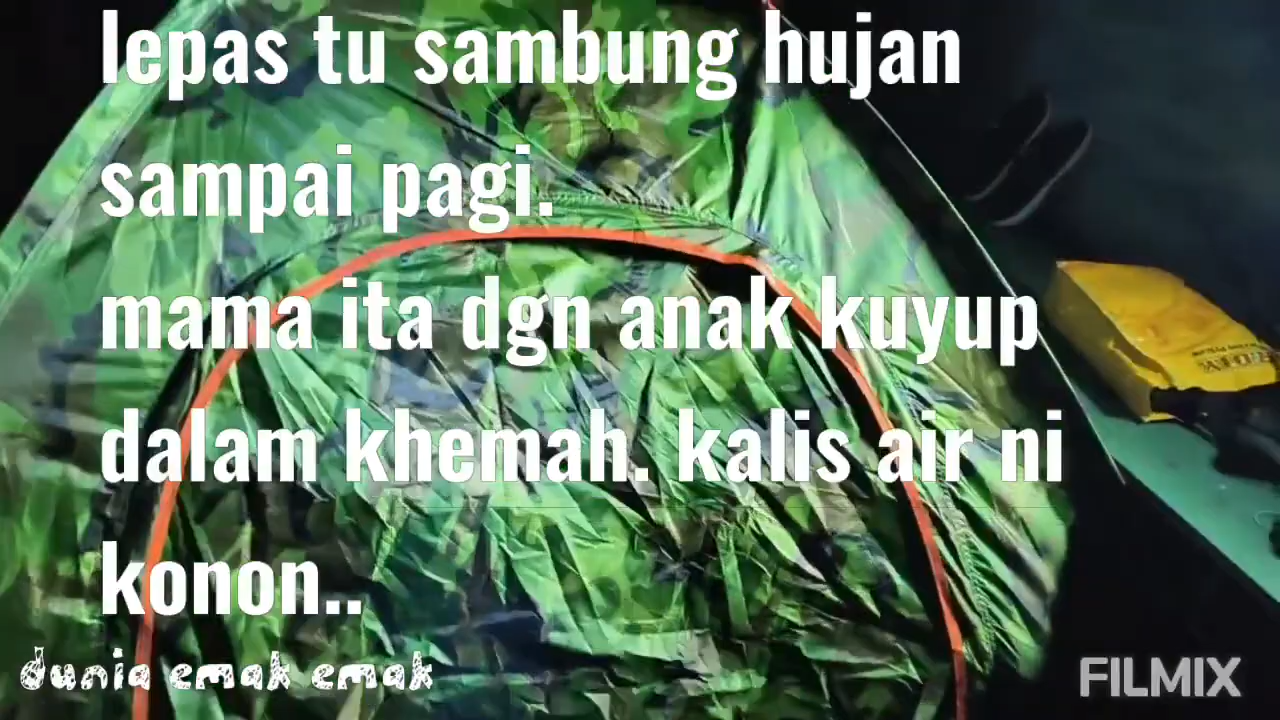 lepas tu sambung hujan
sampai pagi.
mama ita dgn anak kuyup
dalam khemah. kalis air ni
konon..
dunia emak emak
FILMIX